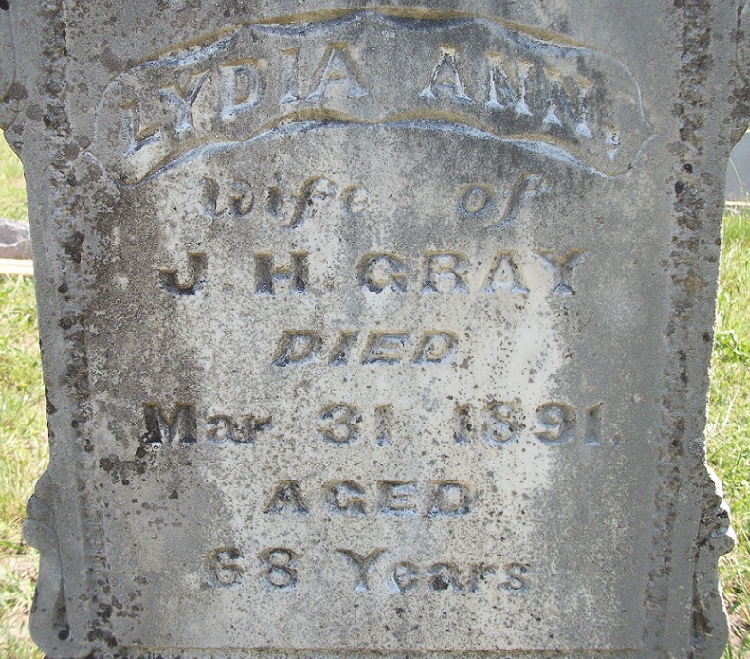 LYDIA ANN,
Wife of
J. H. GRAY
DIED
Mar. 31. 1891.
AGED
68 Years